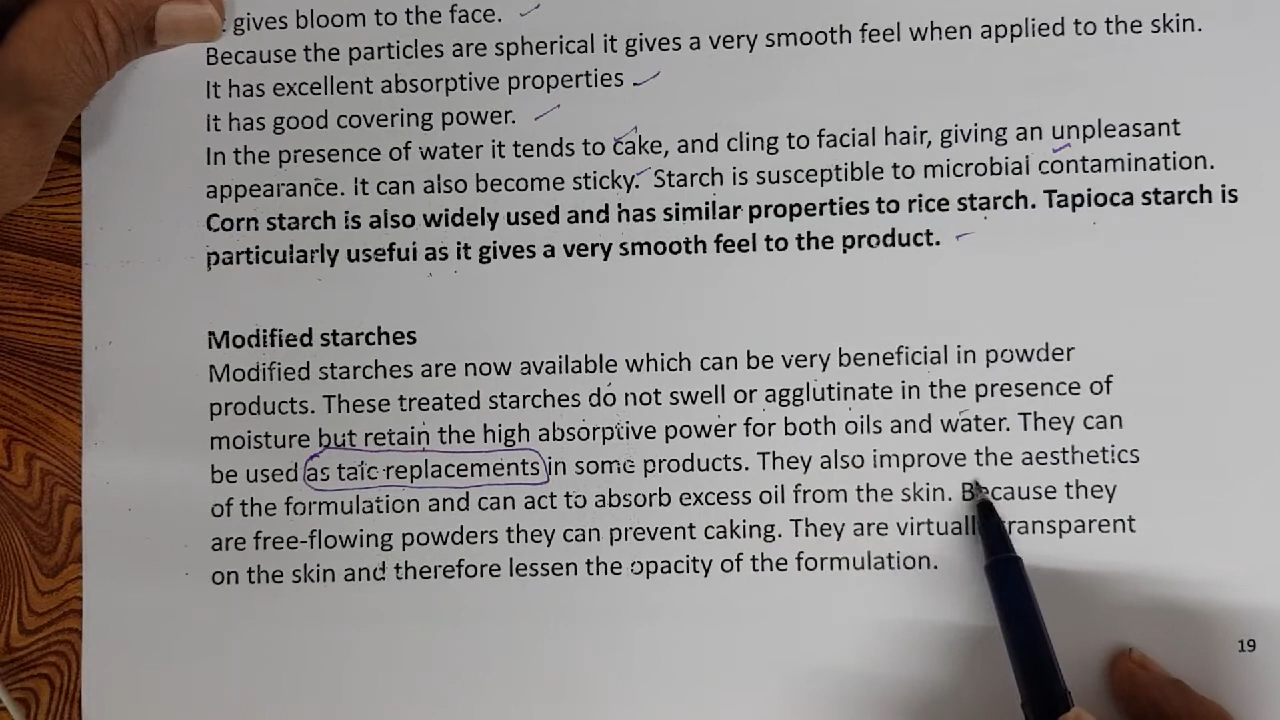 gives bloom to the face.
Because the particles are spherical it gives a very smooth feel when applied to the skin.
It has excellent absorptive properties
It has good covering power.
In the presence of water it tends to cake, and cling to facial hair, giving an unpleasant
appearance. It can also become sticky. Starch is susceptible to microbial contamination.
Corn starch is also widely used and has similar properties to rice starch. Tapioca starch is
particularly useful as it gives a very smooth feel to the product.
Modified starches
Modified starches are now available which can be very beneficial in powder
products. These treated starches do not swell or agglutinate in the presence of
moisture but retain the high absorptive power for both oils and water. They can
be used as talc replacements in some products. They also improve the aesthetics
of the formulation and can act to absorb excess oil from the skin. Because they
are free-flowing powders they can prevent caking. They are virtually transparent
on the skin and therefore lessen the opacity of the formulation.
19